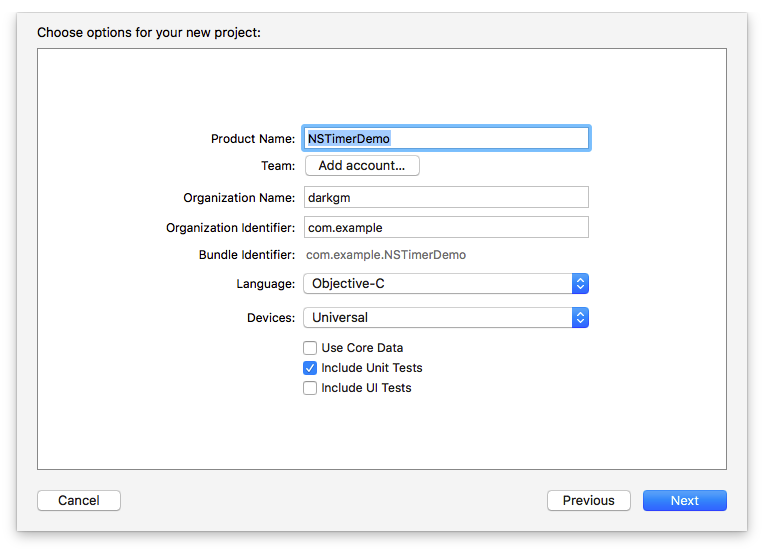 Choose options for your new project:
Product Name: NSTimerDemo
Team: Add account...
Organization Name: darkgm
Organization Identifier: com.example
Bundle Identifier: com.example.NSTimerDemo
Language: Objective-C
Devices: Universal
Use Core Data
Include Unit Tests
Include UI Tests
Cancel Previous Next